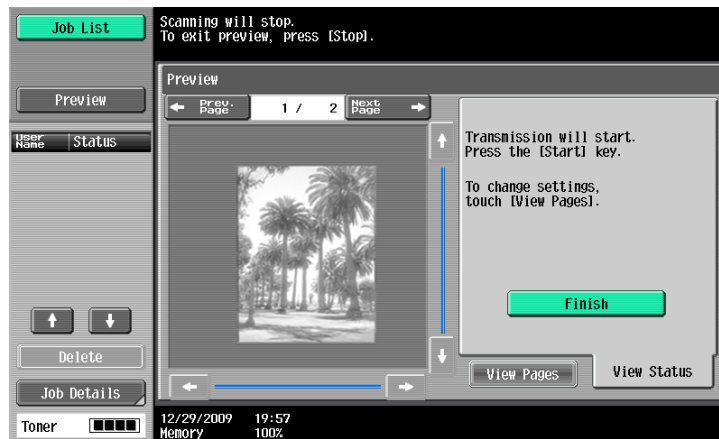 Job List
Scanning will stop.
To exit preview, press [Stop].
Preview
Preview
Prev. Page
1 / 2
Next Page
User Name
Status
Transmission will start.
Press the [Start] key.
To change settings,
touch [View Pages].
Finish
Delete
View Pages
View Status
Job Details
Toner
12/29/2009 19:57
Memory 100%